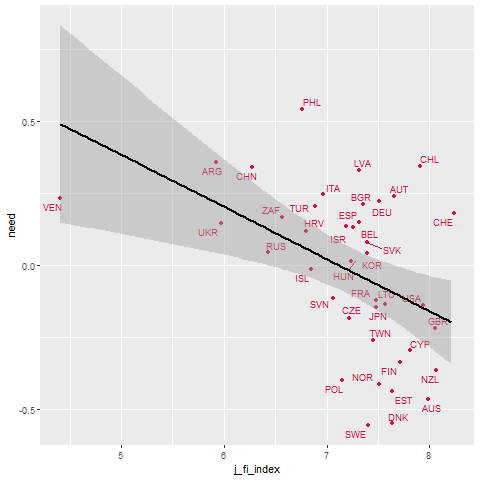 PHL
0.5
LVA
CHL
ARG
CHN
ITA
AUT
VEN
BGR
TUR
ZAF
DEU
ESP
CHE
UKR
HRV
BEL
ISR
RUS
SVK
0.0
KOR
HUN
ISL
FRA
LTU
USA
SVN
CZE
JPN
GBR
TWN
CYP
FIN
NOR
NZL
POL
EST
AUS
-0.5
DNK
SWE
need
5
6
7
8
j_fi_index